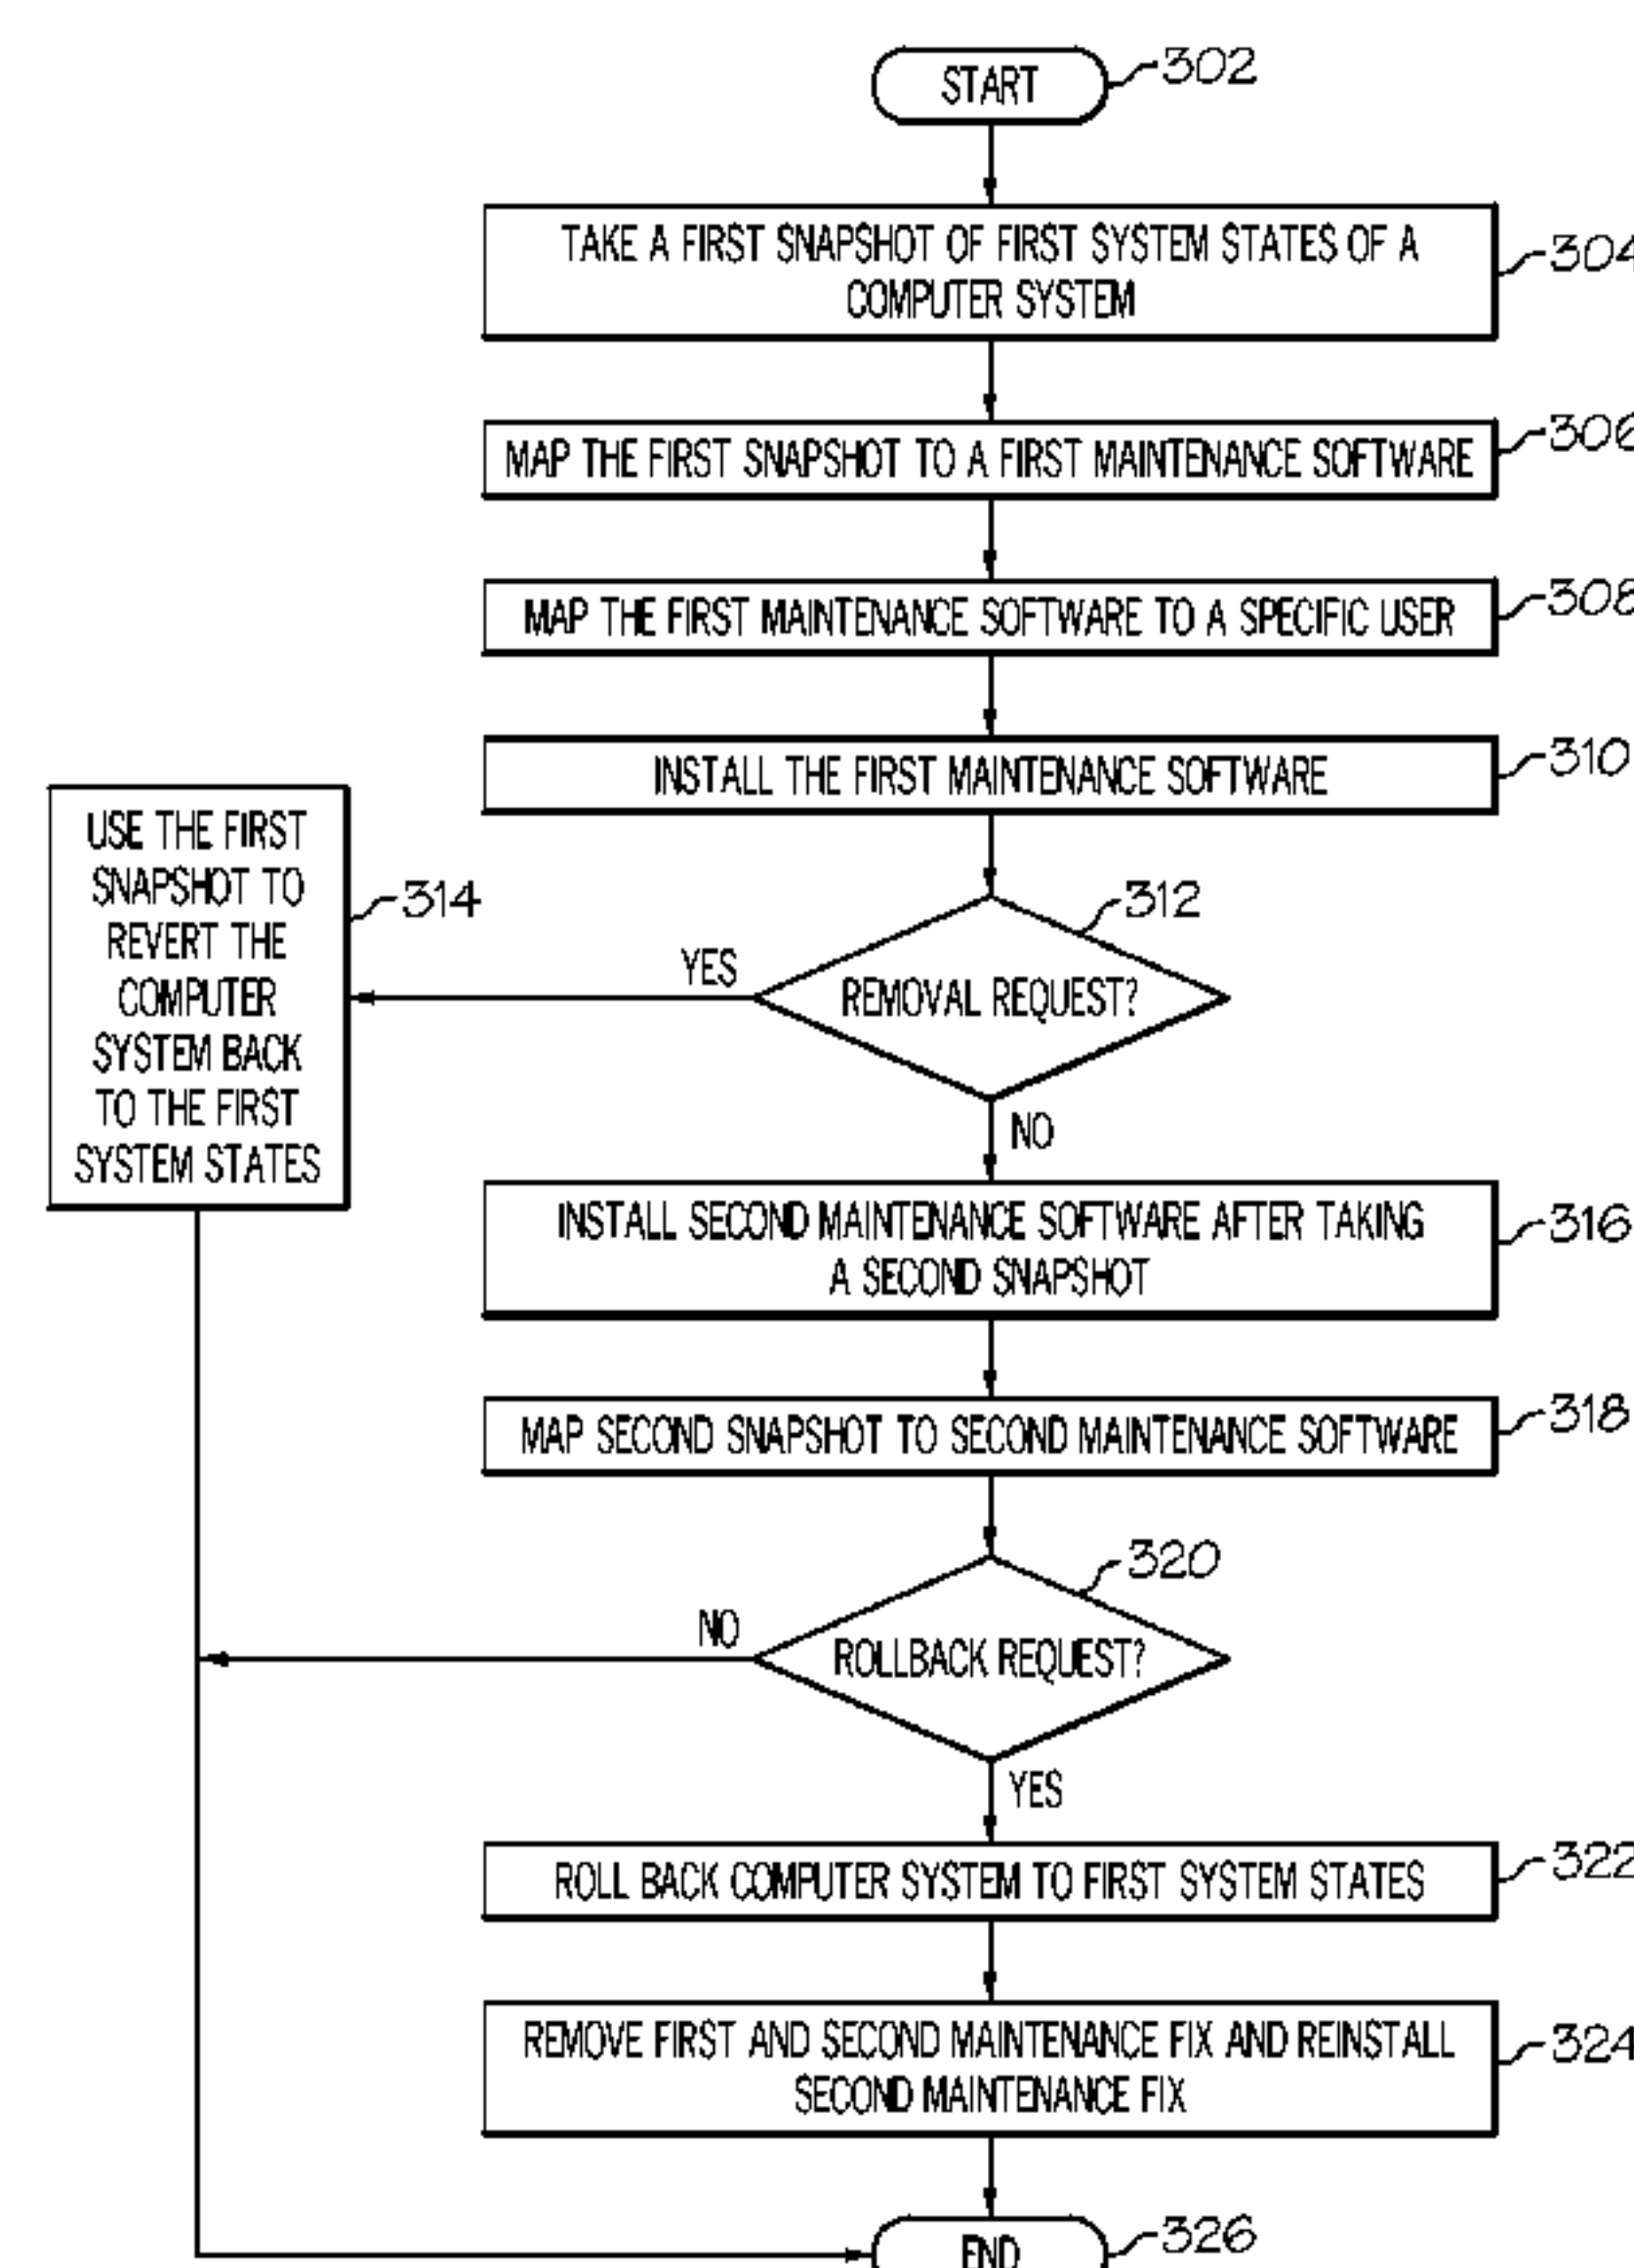 START
302
TAKE A FIRST SNAPSHOT OF FIRST SYSTEM STATES OF A
COMPUTER SYSTEM
304
MAP THE FIRST SNAPSHOT TO A FIRST MAINTENANCE SOFTWARE
306
MAP THE FIRST MAINTENANCE SOFTWARE TO A SPECIFIC USER
308
INSTALL THE FIRST MAINTENANCE SOFTWARE
310
REMOVAL REQUEST?
312
YES
USE THE FIRST
SNAPSHOT TO
REVERT THE
COMPUTER
SYSTEM BACK
TO THE FIRST
SYSTEM STATES
314
NO
INSTALL SECOND MAINTENANCE SOFTWARE AFTER TAKING
A SECOND SNAPSHOT
316
MAP SECOND SNAPSHOT TO SECOND MAINTENANCE SOFTWARE
318
ROLLBACK REQUEST?
320
NO
YES
ROLL BACK COMPUTER SYSTEM TO FIRST SYSTEM STATES
322
REMOVE FIRST AND SECOND MAINTENANCE FIX AND REINSTALL
SECOND MAINTENANCE FIX
324
END
326